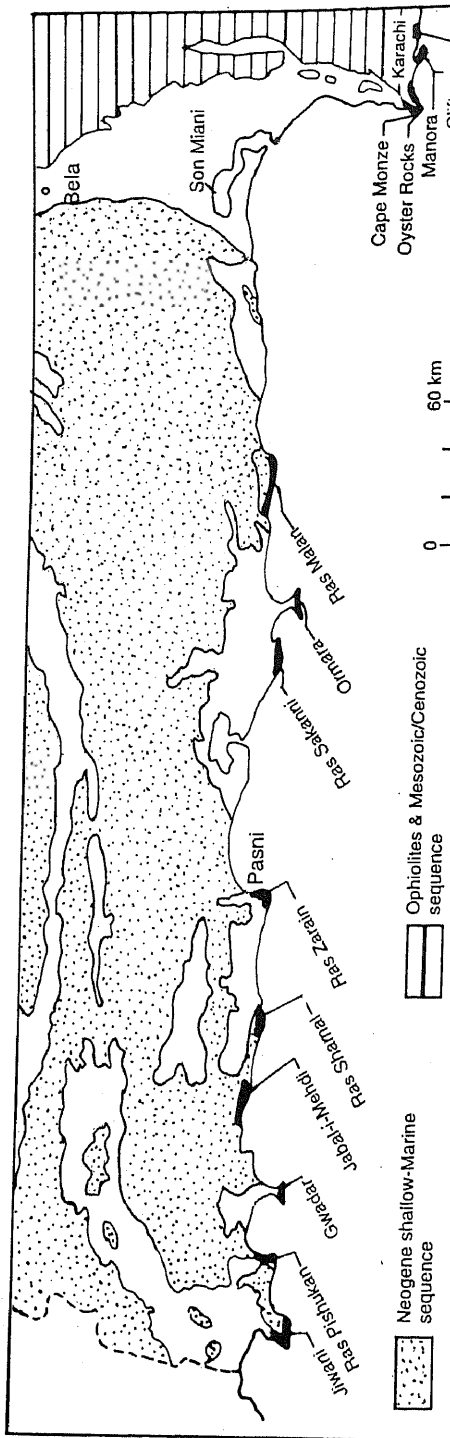 Bela
Son Miani
Karachi
Cape Monze
Oyster Rocks
Manora
Pasni
Jiwani
Ras Pishukan
Gwadar
Jabal-i-Mehdi
Ras Shamal
Ras Zarain
Ras Sakanni
Ormara
Ras Malan
0 60 km
Neogene shallow-Marine
sequence
Ophiolites & Mesozoic/Cenozoic
sequence